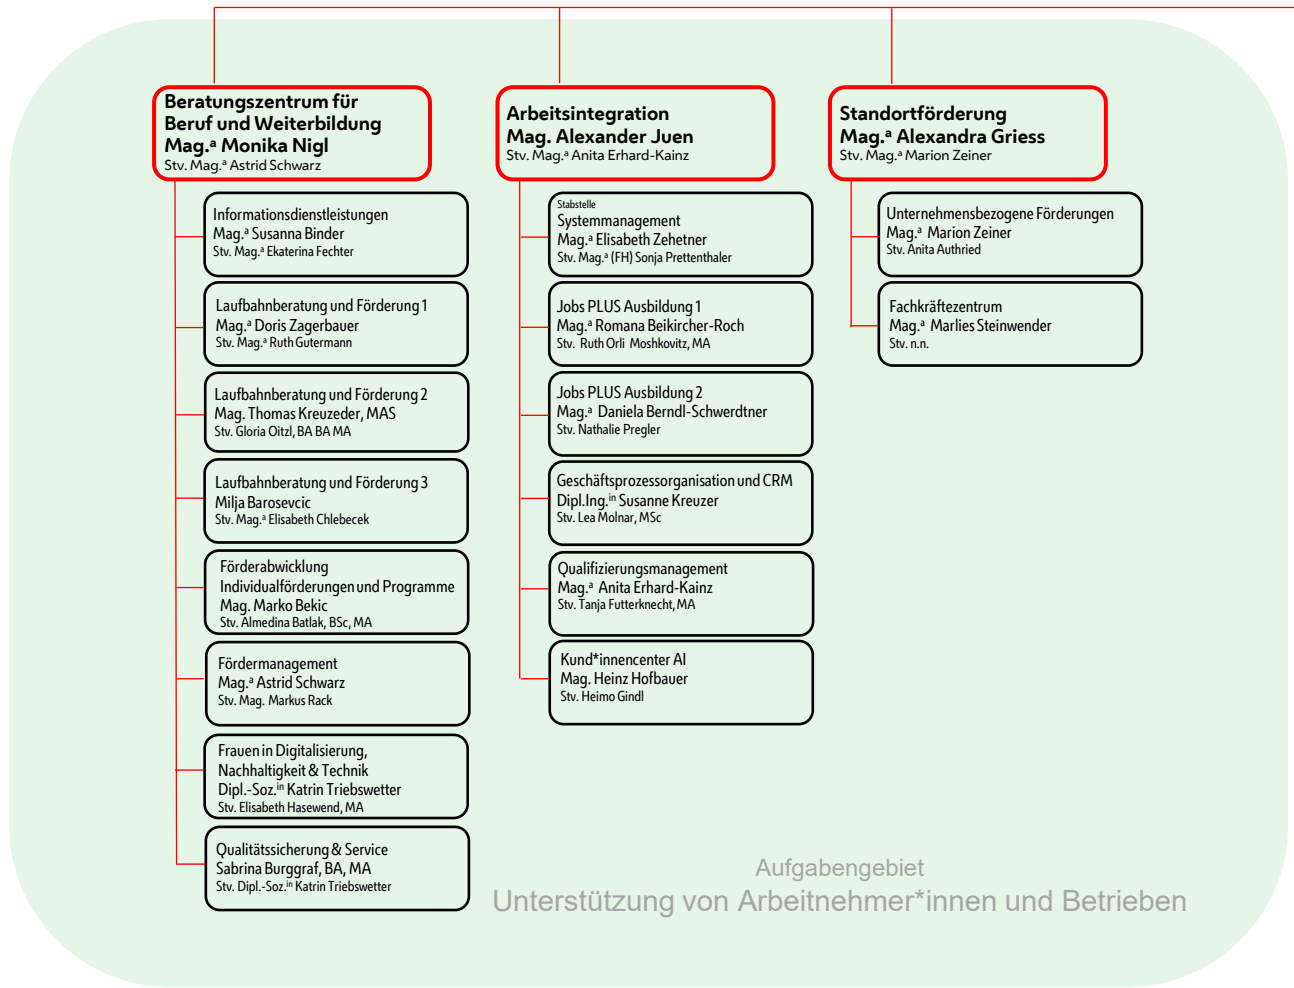 Beratungszentrum für
Beruf und Weiterbildung
Mag.ª Monika Nigl
Stv. Mag.ª Astrid Schwarz
Informationsdienstleistungen
Mag.ª Susanna Binder
Stv. Mag.ª Ekaterina Fechter
Laufbahnberatung und Förderung 1
Mag.ª Doris Zagerbauer
Stv. Mag.ª Ruth Gutermann
Laufbahnberatung und Förderung 2
Mag. Thomas Kreuzeder, MAS
Stv. Gloria Oitzl, BA BA MA
Laufbahnberatung und Förderung 3
Milja Barosevcic
Stv. Mag.ª Elisabeth Chlebecek
Förderabwicklung
Individualförderungen und Programme
Mag. Marko Bekic
Stv. Almedina Batlak, BSc, MA
Fördermanagement
Mag.ª Astrid Schwarz
Stv. Mag. Markus Rack
Frauen in Digitalisierung,
Nachhaltigkeit & Technik
Dipl.-Soz.ⁱⁿ Katrin Triebswetter
Stv. Elisabeth Hasewend, MA
Qualitätssicherung & Service
Sabrina Burggraf, BA, MA
Stv. Dipl.-Soz.ⁱⁿ Katrin Triebswetter
Arbeitsintegration
Mag. Alexander Juen
Stv. Mag.ª Anita Erhard-Kainz
Stabstelle
Systemmanagement
Mag.ª Elisabeth Zehetner
Stv. Mag.ª (FH) Sonja Prettenthaler
Jobs PLUS Ausbildung 1
Mag.ª Romana Beikircher-Roch
Stv. Ruth Orli Moshkovitz, MA
Jobs PLUS Ausbildung 2
Mag.ª Daniela Berndl-Schwerdtner
Stv. Nathalie Pregler
Geschäftsprozessorganisation und CRM
Dipl.Ing.ⁱⁿ Susanne Kreuzer
Stv. Lea Molnar, MSc
Qualifizierungsmanagement
Mag.ª Anita Erhard-Kainz
Stv. Tanja Futterknecht, MA
Kund*innencenter AI
Mag. Heinz Hofbauer
Stv. Heimo Gindl
Standortförderung
Mag.ª Alexandra Griess
Stv. Mag.ª Marion Zeiner
Unternehmensbezogene Förderungen
Mag.ª Marion Zeiner
Stv. Anita Authried
Fachkräftezentrum
Mag.ª Marlies Steinwender
Stv. n.n.
Aufgabengebiet
Unterstützung von Arbeitnehmer*innen und Betrieben